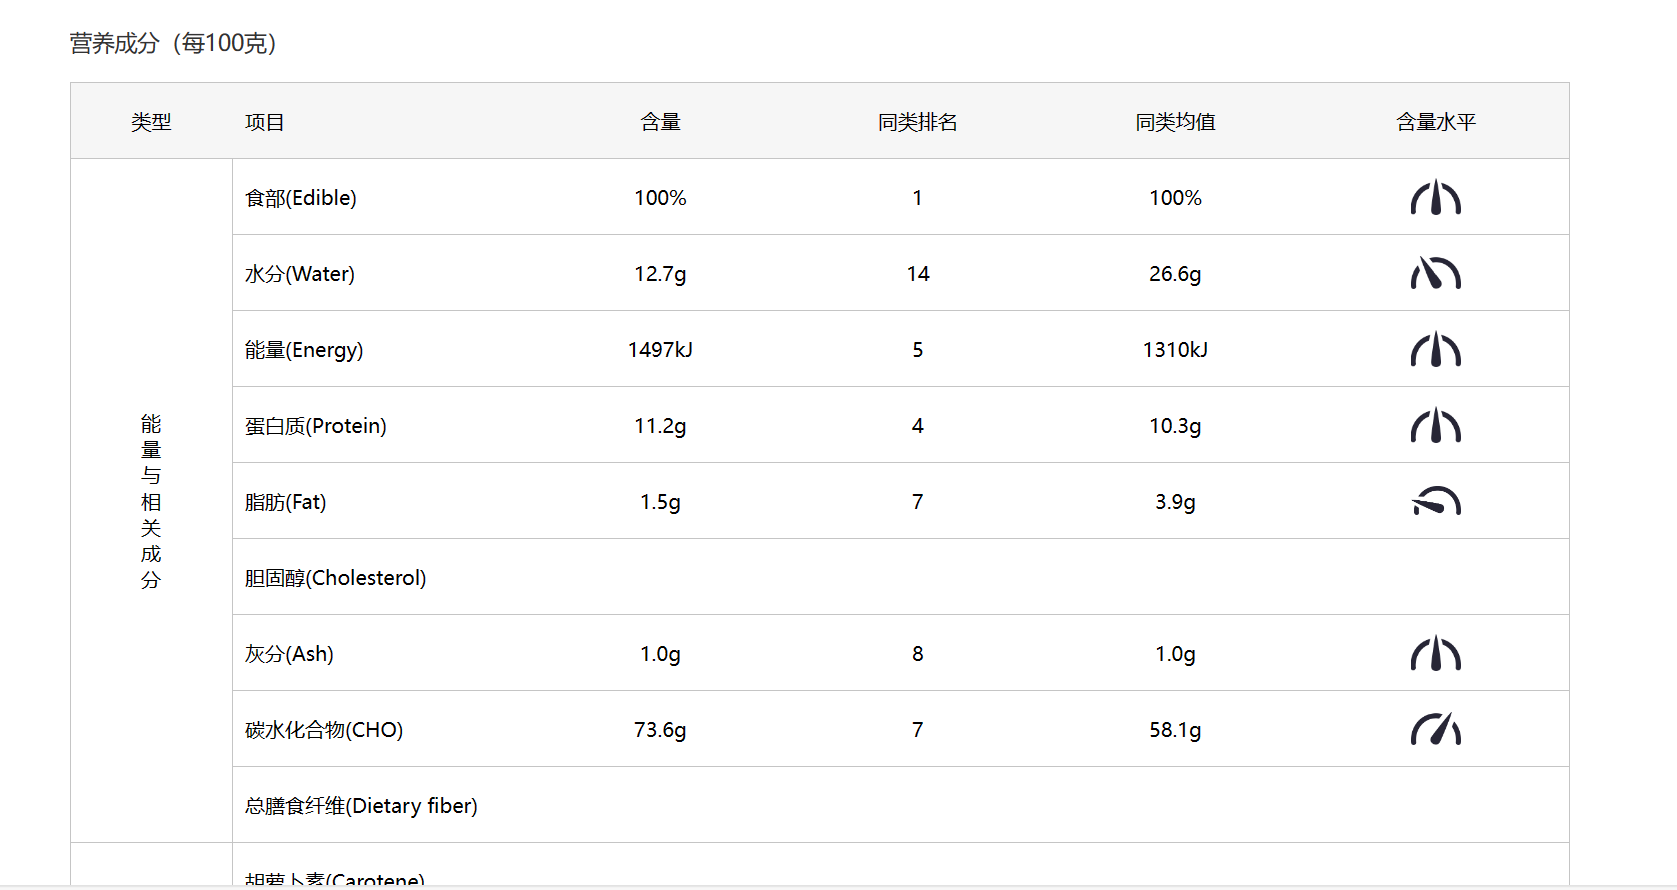 营养成分（每100克）
类型 项目 含量 同类排名 同类均值 含量水平
能量与相关成分
食部(Edible) 100% 1 100%
水分(Water) 12.7g 14 26.6g
能量(Energy) 1497kJ 5 1310kJ
蛋白质(Protein) 11.2g 4 10.3g
脂肪(Fat) 1.5g 7 3.9g
胆固醇(Cholesterol)
灰分(Ash) 1.0g 8 1.0g
碳水化合物(CHO) 73.6g 7 58.1g
总膳食纤维(Dietary fiber)
胡萝卜素(Carotene)